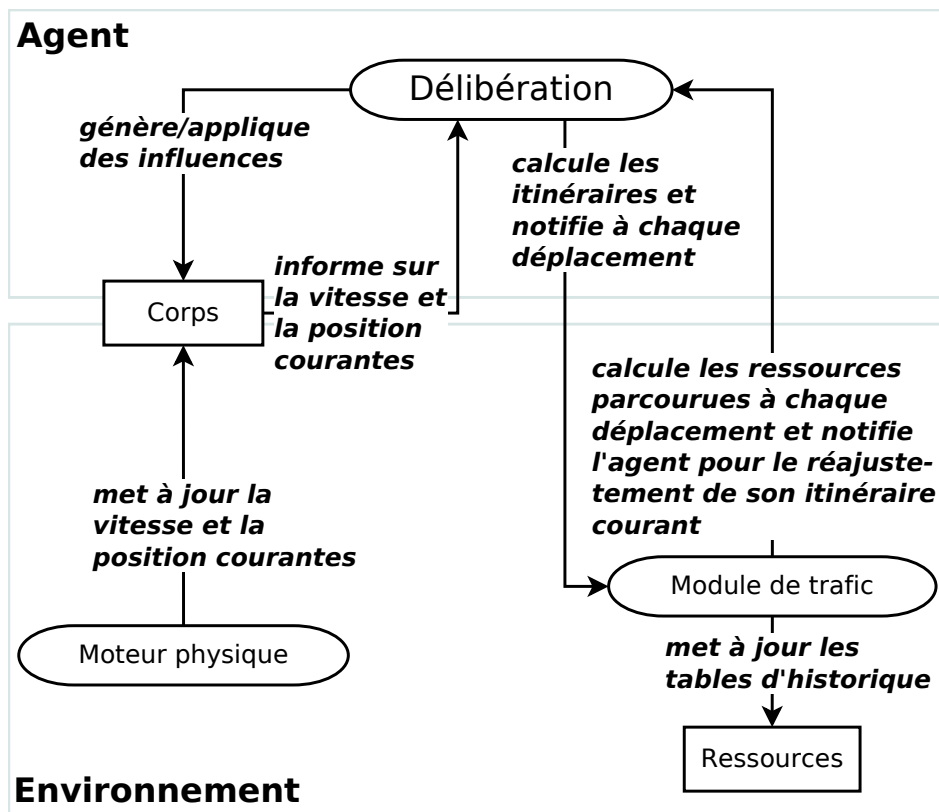 Agent
Délibération
génère/applique
des influences
calcule les
itinéraires et
notifie à chaque
déplacement
informe sur
la vitesse et
la position
courantes
Corps
calcule les ressources
parcourues à chaque
déplacement et notifie
l'agent pour le réajuste-
tement de son itinéraire
courant
met à jour la
vitesse et la
position courantes
Module de trafic
Moteur physique
met à jour les
tables d'historique
Ressources
Environnement